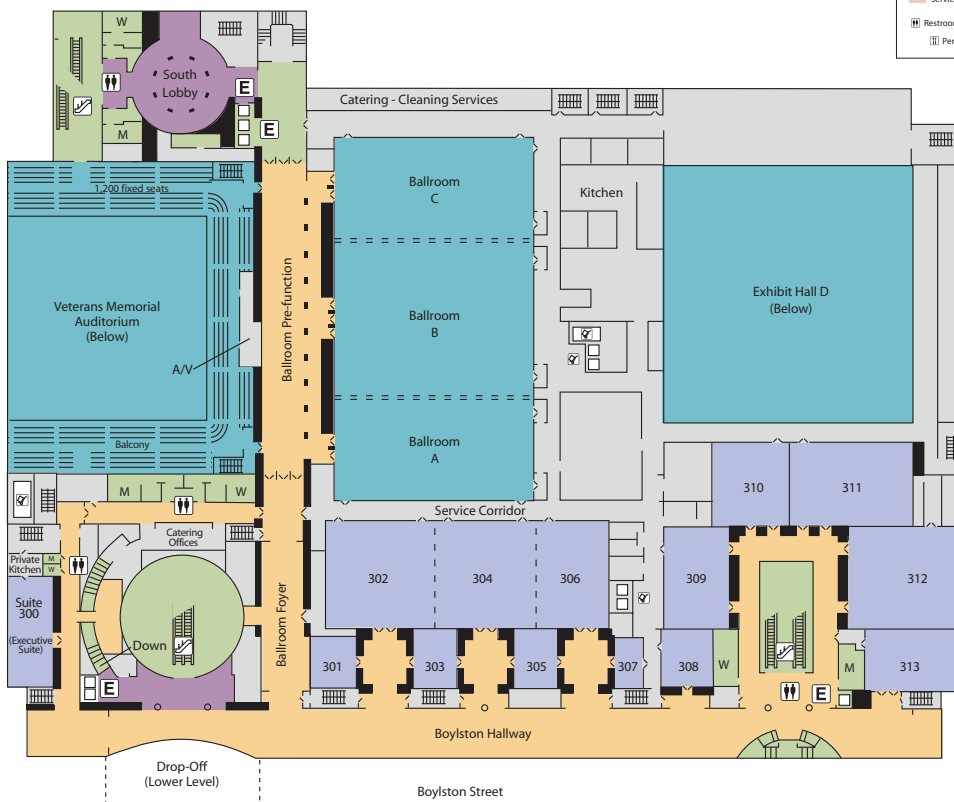 Restroo
Per
W
South
Lobby
E
M
E
Catering - Cleaning Services
1,200 fixed seats
Ballroom
C
Kitchen
Veterans Memorial
Auditorium
(Below)
A/V
Ballroom Pre-function
Ballroom
B
Exhibit Hall D
(Below)
Balcony
Ballroom
A
M
W
Service Corridor
310
311
Catering
Offices
Private
Kitchen
M
W
Suite
300
(Executive
Suite)
Down
E
Ballroom Foyer
302
304
306
309
312
301
303
305
307
308
W
M
313
E
Boylston Hallway
Drop-Off
(Lower Level)
Boylston Street